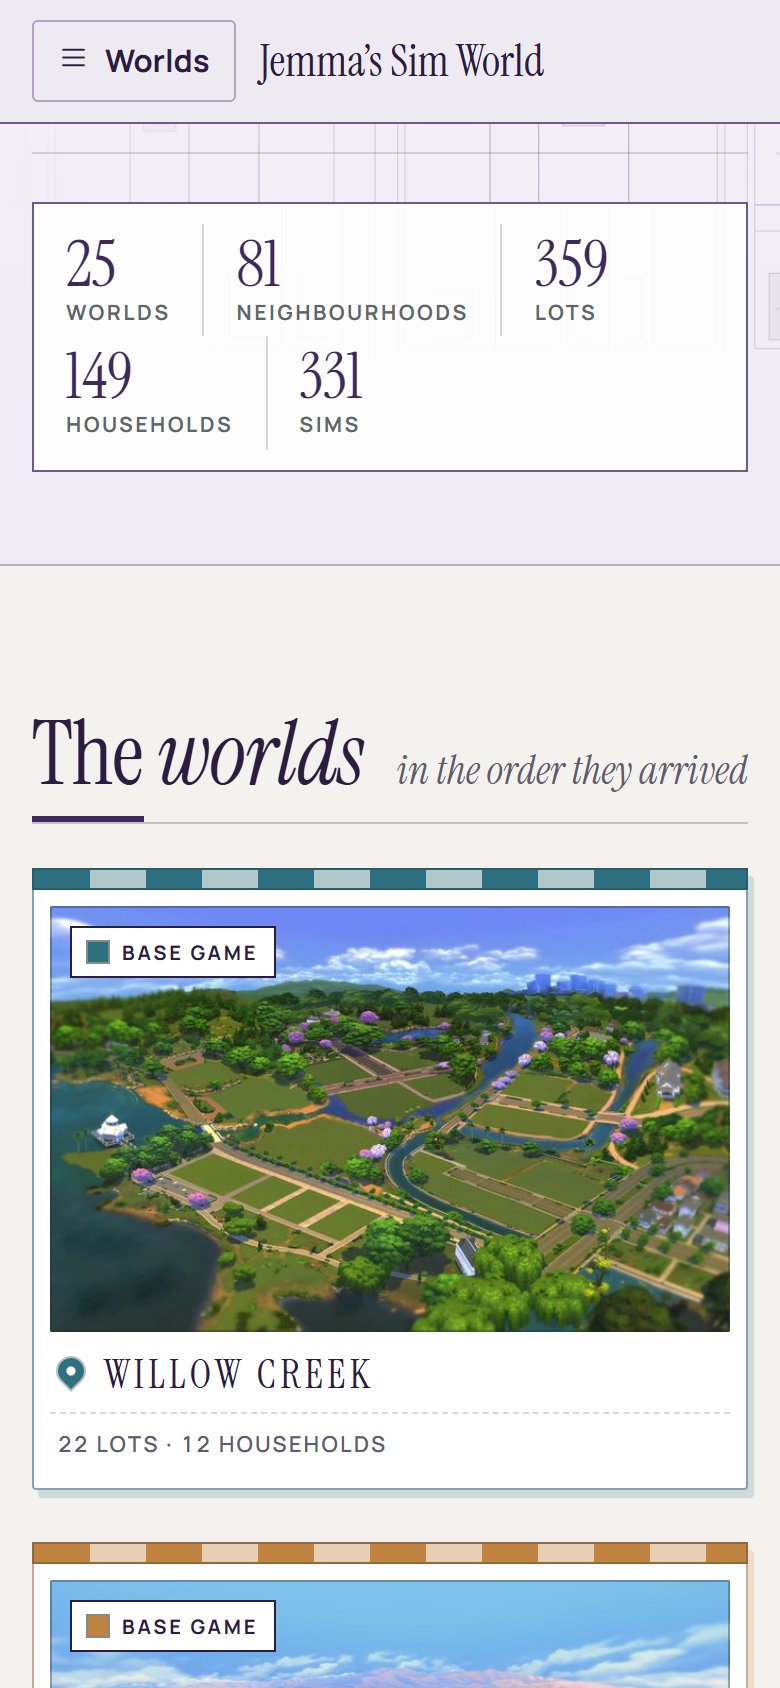 Worlds
Jemma’s Sim World
25 81 359
WORLDS NEIGHBOURHOODS LOTS
149 331
HOUSEHOLDS SIMS
The worlds in the order they arrived
BASE GAME
WILLOW CREEK
22 LOTS · 12 HOUSEHOLDS
BASE GAME